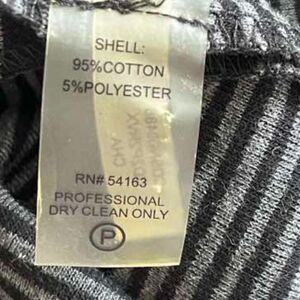 SHELL:
95%COTTON
5%POLYESTER
RN# 54163
PROFESSIONAL
DRY CLEAN ONLY
P